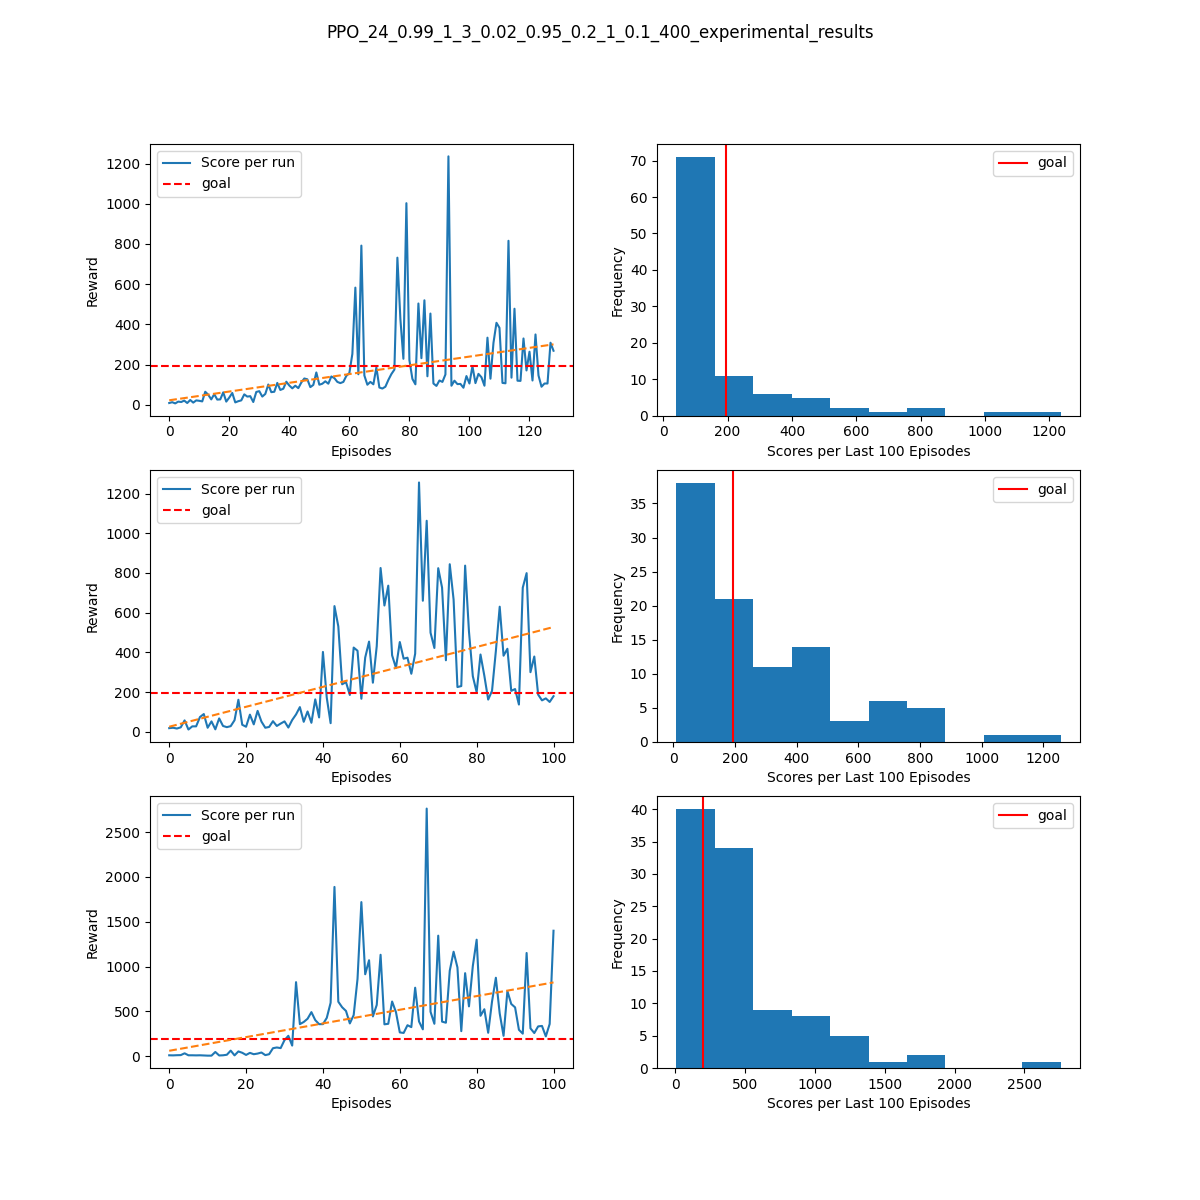 PPO_24_0.99_1_3_0.02_0.95_0.2_1_0.1_400_experimental_results
Score per run
goal
Reward
1200
1000
800
600
400
200
0
0 20 40 60 80 100 120
Episodes
goal
Frequency
70
60
50
40
30
20
10
0
0 200 400 600 800 1000 1200
Scores per Last 100 Episodes
Score per run
goal
Reward
1200
1000
800
600
400
200
0
0 20 40 60 80 100
Episodes
goal
Frequency
35
30
25
20
15
10
5
0
0 200 400 600 800 1000 1200
Scores per Last 100 Episodes
Score per run
goal
Reward
2500
2000
1500
1000
500
0
0 20 40 60 80 100
Episodes
goal
Frequency
40
35
30
25
20
15
10
5
0
0 500 1000 1500 2000 2500
Scores per Last 100 Episodes